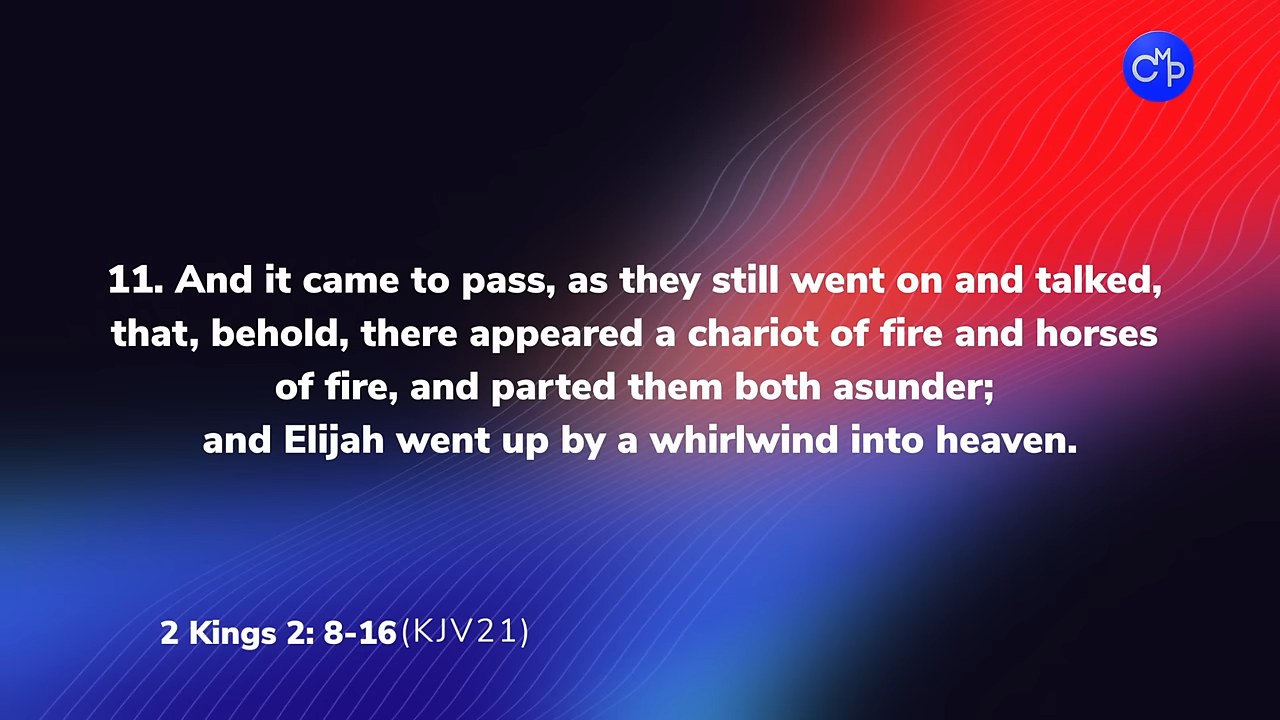 CMP
11. And it came to pass, as they still went on and talked,
that, behold, there appeared a chariot of fire and horses
of fire, and parted them both asunder;
and Elijah went up by a whirlwind into heaven.
2 Kings 2: 8-16 (KJV21)